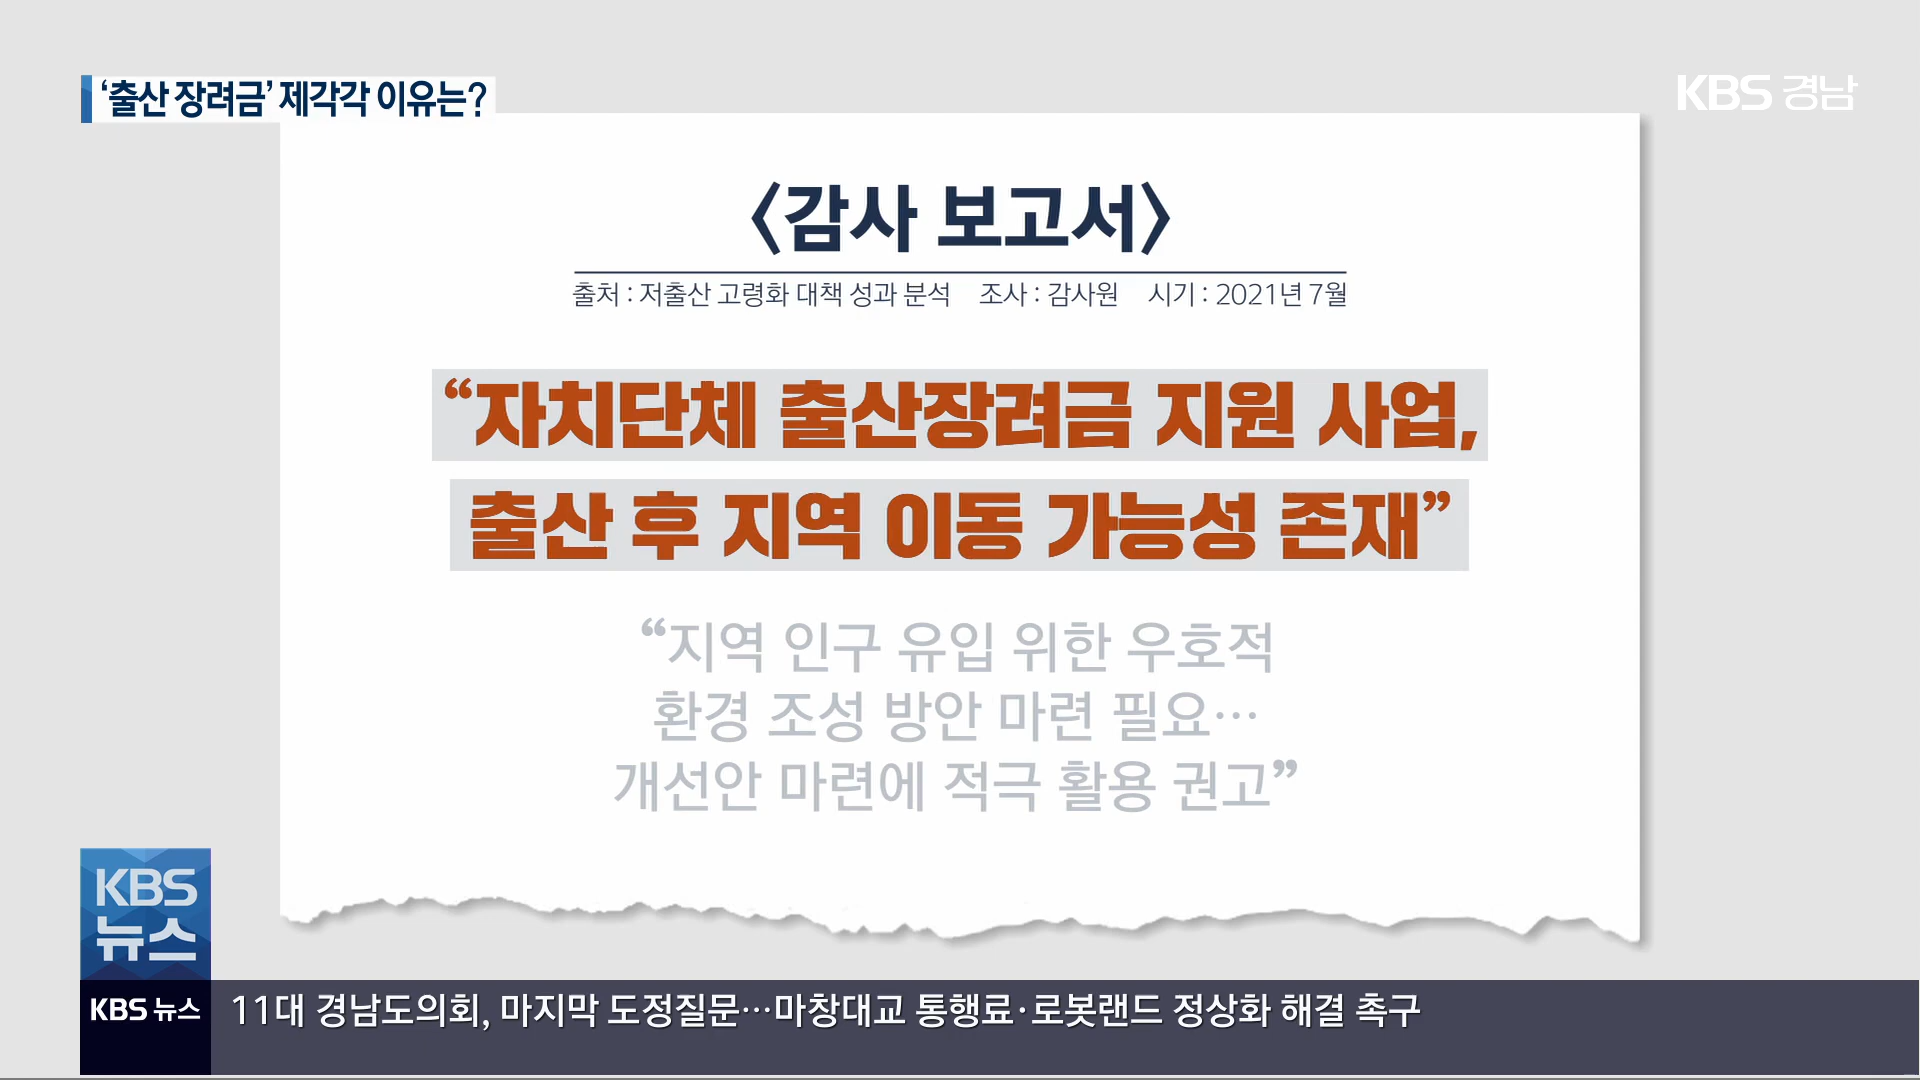 ‘출산 장려금’ 제각각 이유는?
KBS 경남
<감사 보고서>
출처 : 저출산 고령화 대책 성과 분석 조사 : 감사원 시기 : 2021년 7월
“자치단체 출산장려금 지원 사업,
출산 후 지역 이동 가능성 존재”
“지역 인구 유입 위한 우호적
환경 조성 방안 마련 필요…
개선안 마련에 적극 활용 권고”
KBS
뉴스
KBS 뉴스
11대 경남도의회, 마지막 도정질문…마창대교 통행료·로봇랜드 정상화 해결 촉구